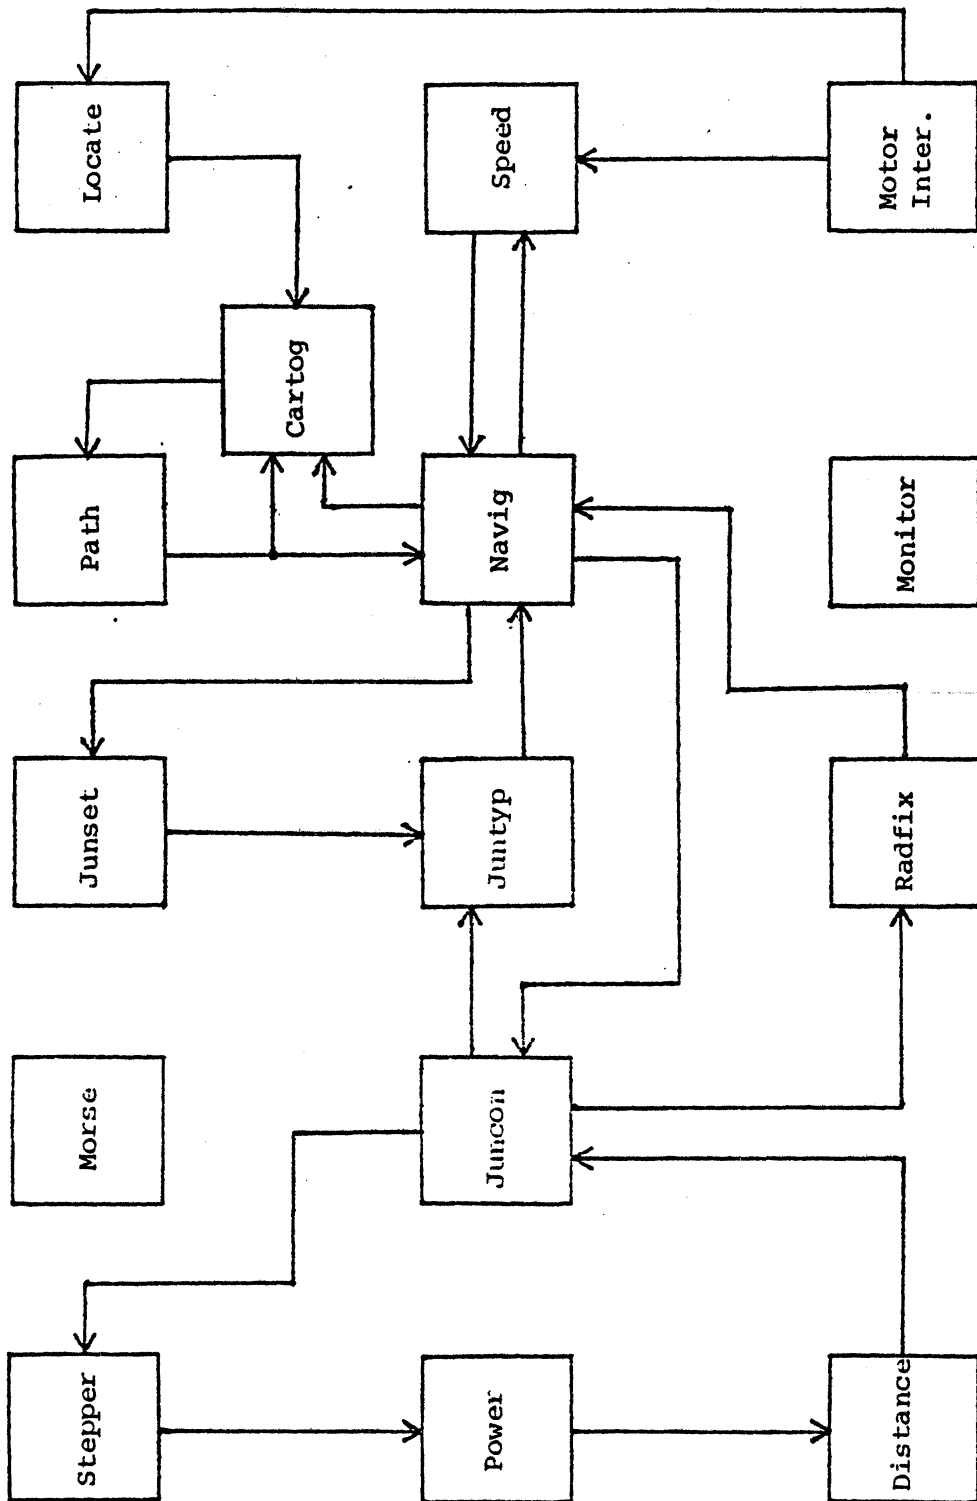 Stepper
Morse
Junset
Path
Locate
Cartog
Power
Juncon
Juntyp
Navig
Speed
Distance
Radfix
Monitor
Motor
Inter.